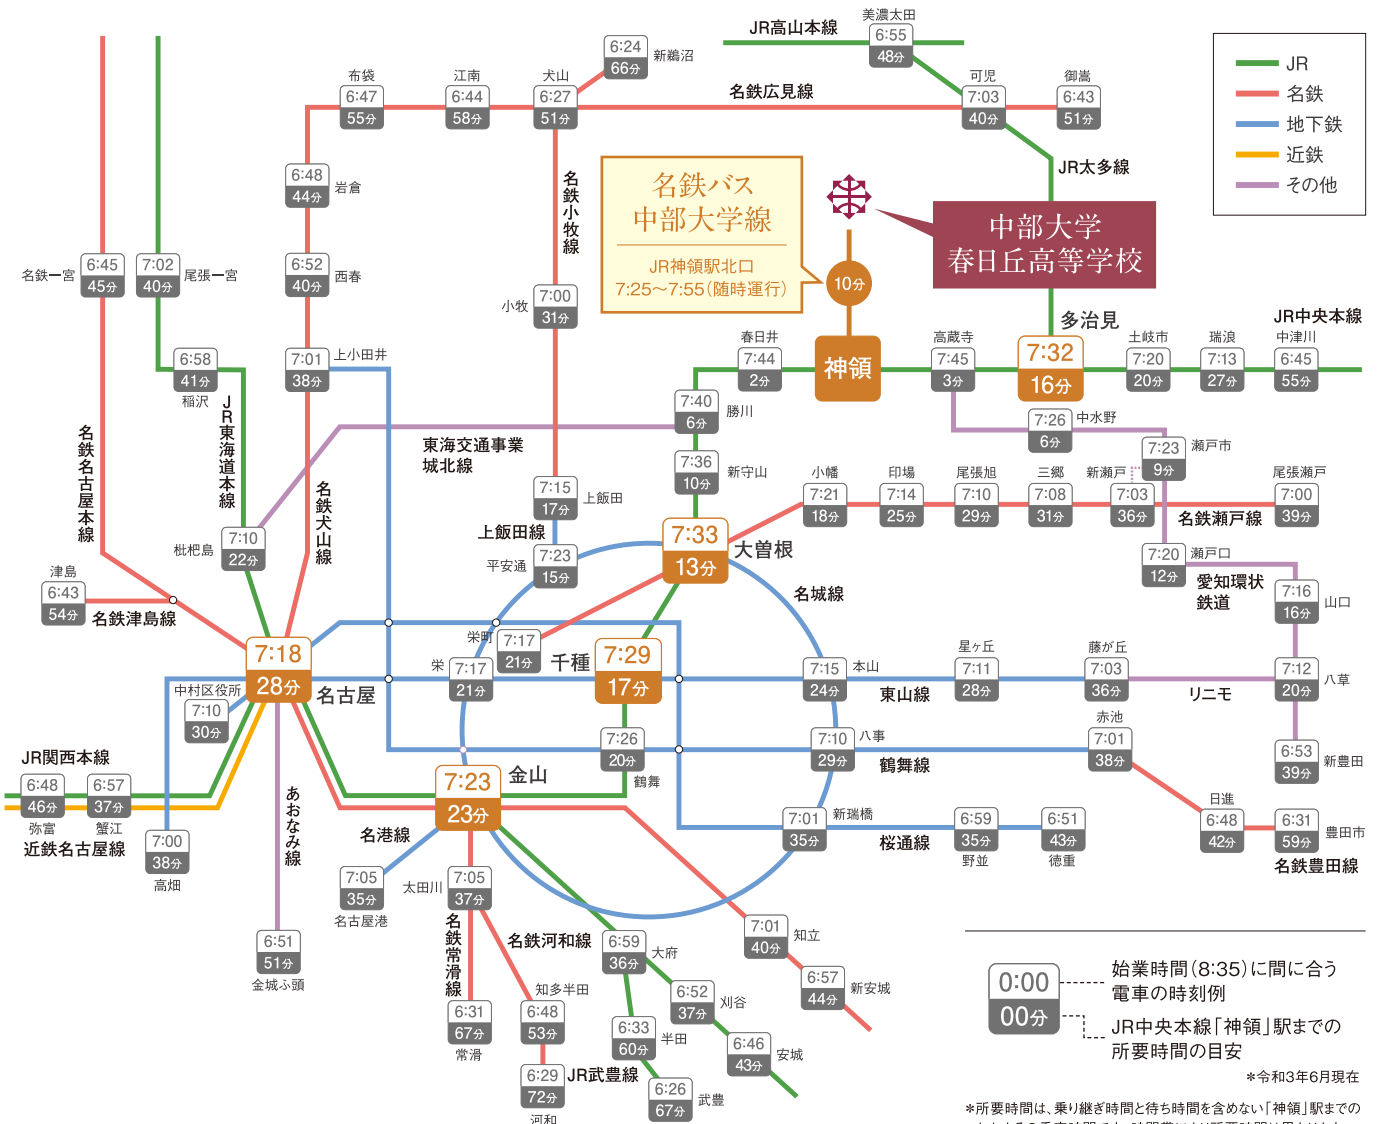 JR高山本線
美濃太田
6:55
48分
6:24
66分
新鵜沼
布袋
6:47
55分
江南
6:44
58分
犬山
6:27
51分
名鉄広見線
可児
7:03
40分
御嵩
6:43
51分
JR
名鉄
地下鉄
近鉄
その他
JR太多線
6:48
44分
岩倉
名鉄小牧線
名鉄バス
中部大学線
JR神領駅北口
7:25〜7:55(随時運行)
10分
中部大学
春日丘高等学校
名鉄一宮
6:45
45分
7:02
40分
尾張一宮
6:52
40分
西春
小牧
7:00
31分
多治見
7:32
16分
JR中央本線
春日井
7:44
2分
神領
高蔵寺
7:45
3分
土岐市
7:20
20分
瑞浪
7:13
27分
中津川
6:45
55分
6:58
41分
稲沢
7:01
38分
上小田井
7:40
6分
勝川
7:26
6分
中水野
7:23
9分
瀬戸市
名鉄名古屋本線
JR東海道本線
名鉄犬山線
東海交通事業
城北線
7:36
10分
新守山
7:15
17分
上飯田
小幡
7:21
18分
印場
7:14
25分
尾張旭
7:10
29分
三郷
7:08
31分
新瀬戸
7:03
36分
尾張瀬戸
7:00
39分
名鉄瀬戸線
枇杷島
7:10
22分
上飯田線
平安通
7:23
15分
7:33
13分
大曽根
7:20
12分
瀬戸口
愛知環状
鉄道
津島
6:43
54分
名鉄津島線
名城線
7:16
16分
山口
栄町
7:17
21分
7:18
28分
名古屋
栄
7:17
21分
千種
7:29
17分
7:15
24分
本山
東山線
星ヶ丘
7:11
28分
藤が丘
7:03
36分
リニモ
7:12
20分
八草
中村区役所
7:10
30分
7:26
20分
鶴舞
7:10
29分
八事
鶴舞線
赤池
7:01
38分
6:53
39分
新豊田
JR関西本線
6:48
46分
弥富
6:57
37分
蟹江
近鉄名古屋線
あおなみ線
7:23
23分
金山
7:00
38分
高畑
名港線
7:01
35分
新瑞橋
桜通線
6:59
35分
野並
6:51
43分
徳重
日進
6:48
42分
6:31
59分
豊田市
名鉄豊田線
7:05
35分
名古屋港
太田川
7:05
37分
名鉄常滑線
名鉄河和線
6:51
51分
金城ふ頭
6:59
36分
大府
7:01
40分
知立
6:57
44分
新安城
6:52
37分
刈谷
6:31
67分
常滑
知多半田
6:48
53分
6:33
60分
半田
6:46
43分
安城
6:29
72分
河和
JR武豊線
6:26
67分
武豊
0:00
00分
始業時間(8:35)に間に合う
電車の時刻例
JR中央本線「神領」駅までの
所要時間の目安
*令和3年6月現在
*所要時間は、乗り継ぎ時間と待ち時間を含めない「神領」駅までの